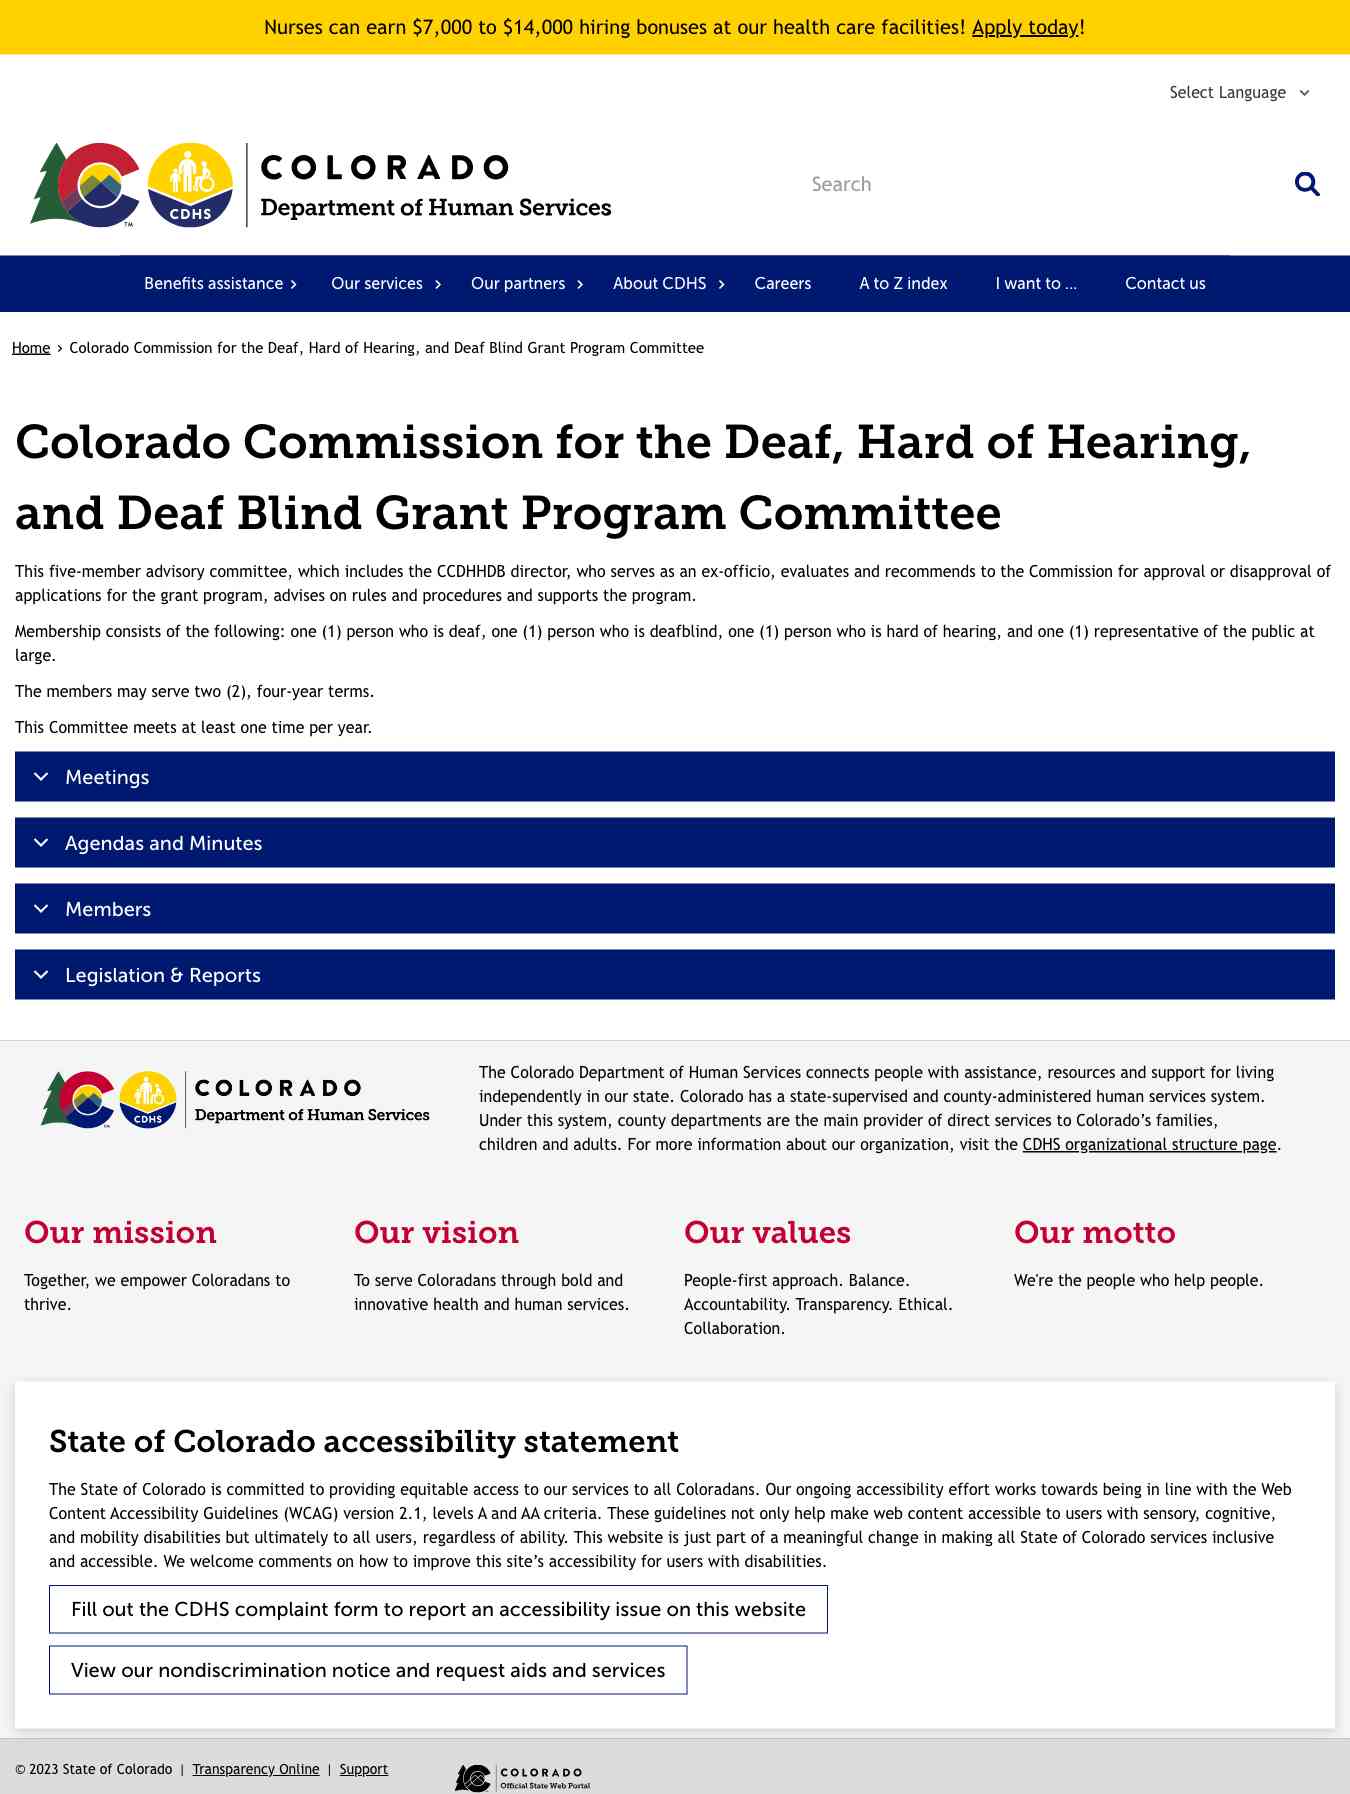 Nurses can earn $7,000 to $14,000 hiring bonuses at our health care facilities! Apply today!
Select Language
CDHS
TM
COLORADO
Department of Human Services
Search
Benefits assistance
Our services
Our partners
About CDHS
Careers
A to Z index
I want to ...
Contact us
Home › Colorado Commission for the Deaf, Hard of Hearing, and Deaf Blind Grant Program Committee
Colorado Commission for the Deaf, Hard of Hearing,
and Deaf Blind Grant Program Committee
This five-member advisory committee, which includes the CCDHHDB director, who serves as an ex-officio, evaluates and recommends to the Commission for approval or disapproval of
applications for the grant program, advises on rules and procedures and supports the program.
Membership consists of the following: one (1) person who is deaf, one (1) person who is deafblind, one (1) person who is hard of hearing, and one (1) representative of the public at
large.
The members may serve two (2), four-year terms.
This Committee meets at least one time per year.
Meetings
Agendas and Minutes
Members
Legislation & Reports
CDHS
TM
COLORADO
Department of Human Services
The Colorado Department of Human Services connects people with assistance, resources and support for living
independently in our state. Colorado has a state-supervised and county-administered human services system.
Under this system, county departments are the main provider of direct services to Colorado’s families,
children and adults. For more information about our organization, visit the CDHS organizational structure page.
Our mission
Together, we empower Coloradans to
thrive.
Our vision
To serve Coloradans through bold and
innovative health and human services.
Our values
People-first approach. Balance.
Accountability. Transparency. Ethical.
Collaboration.
Our motto
We're the people who help people.
State of Colorado accessibility statement
The State of Colorado is committed to providing equitable access to our services to all Coloradans. Our ongoing accessibility effort works towards being in line with the Web
Content Accessibility Guidelines (WCAG) version 2.1, levels A and AA criteria. These guidelines not only help make web content accessible to users with sensory, cognitive,
and mobility disabilities but ultimately to all users, regardless of ability. This website is just part of a meaningful change in making all State of Colorado services inclusive
and accessible. We welcome comments on how to improve this site’s accessibility for users with disabilities.
Fill out the CDHS complaint form to report an accessibility issue on this website
View our nondiscrimination notice and request aids and services
© 2023 State of Colorado | Transparency Online | Support
COLORADO
Official State Web Portal